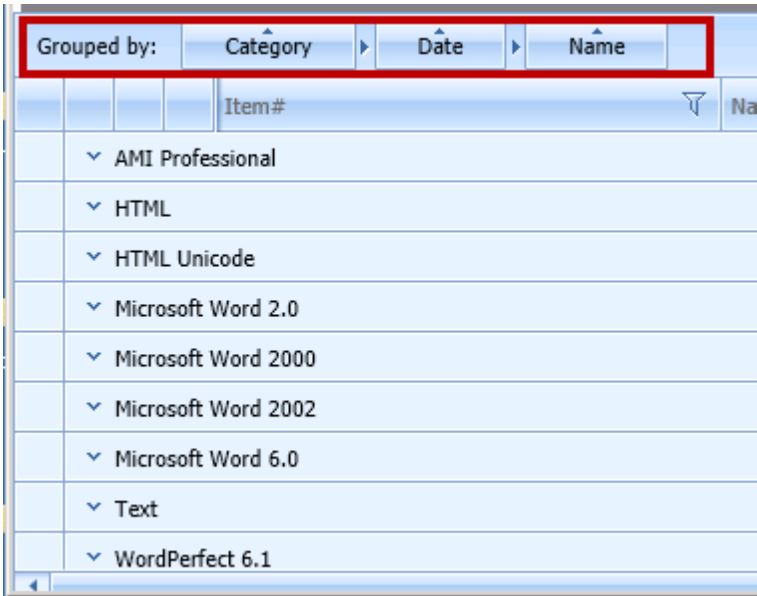 Grouped by: Category Date Name
Item# Na
AMI Professional
HTML
HTML Unicode
Microsoft Word 2.0
Microsoft Word 2000
Microsoft Word 2002
Microsoft Word 6.0
Text
WordPerfect 6.1